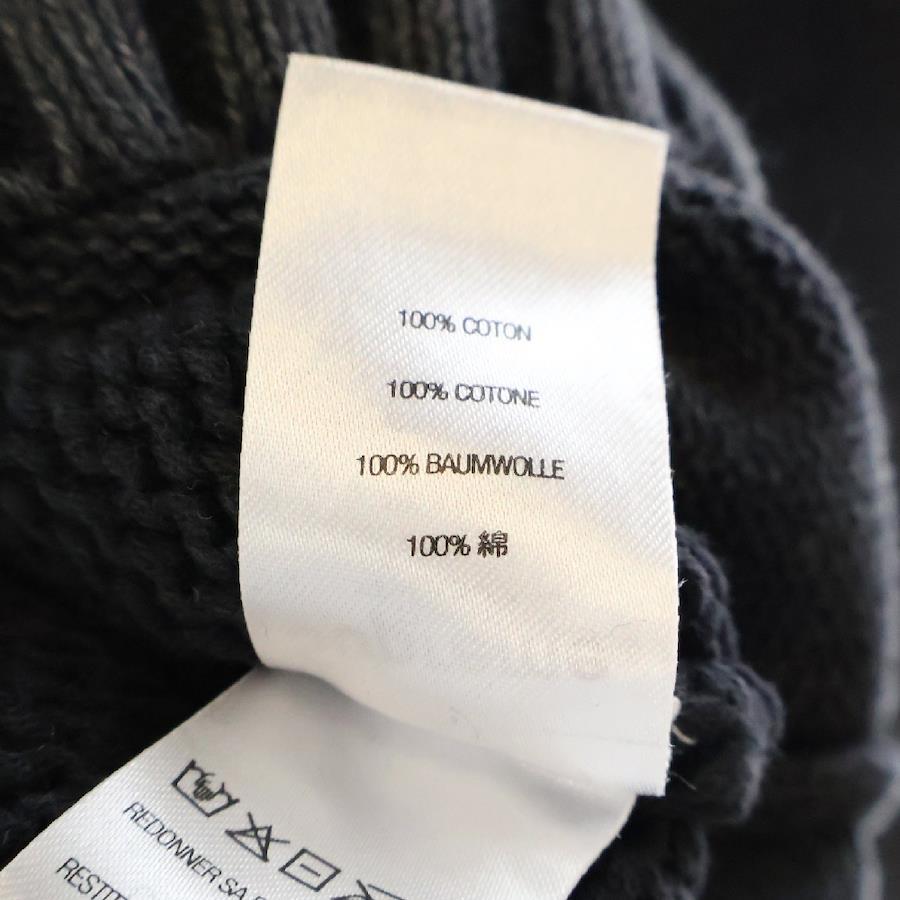 100% COTON
100% COTONE
100% BAUMWOLLE
100% 綿
REDONNER SA